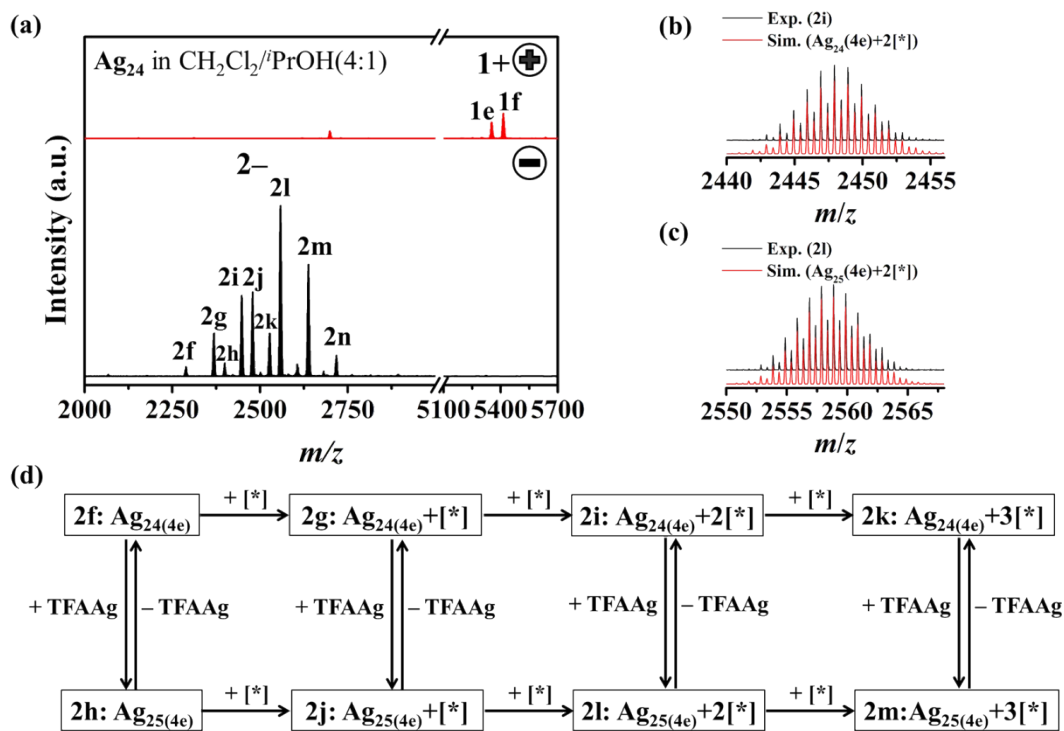 (a)
Ag24 in CH2Cl2/iPrOH(4:1)
1+
1e 1f
2–
2l
2m
2i 2j
2g
2k
2h
2f
2n
Intensity (a.u.)
2000 2250 2500 2750 5100 5400 5700
m/z
(b)
Exp. (2i)
Sim. (Ag24(4e)+2[*])
2440 2445 2450 2455
m/z
(c)
Exp. (2l)
Sim. (Ag25(4e)+2[*])
2550 2555 2560 2565
m/z
(d)
2f: Ag24(4e) + [*] 2g: Ag24(4e)+[*] + [*] 2i: Ag24(4e)+2[*] + [*] 2k: Ag24(4e)+3[*]
+ TFAAg – TFAAg + TFAAg – TFAAg + TFAAg – TFAAg + TFAAg – TFAAg
2h: Ag25(4e) + [*] 2j: Ag25(4e)+[*] + [*] 2l: Ag25(4e)+2[*] + [*] 2m:Ag25(4e)+3[*]